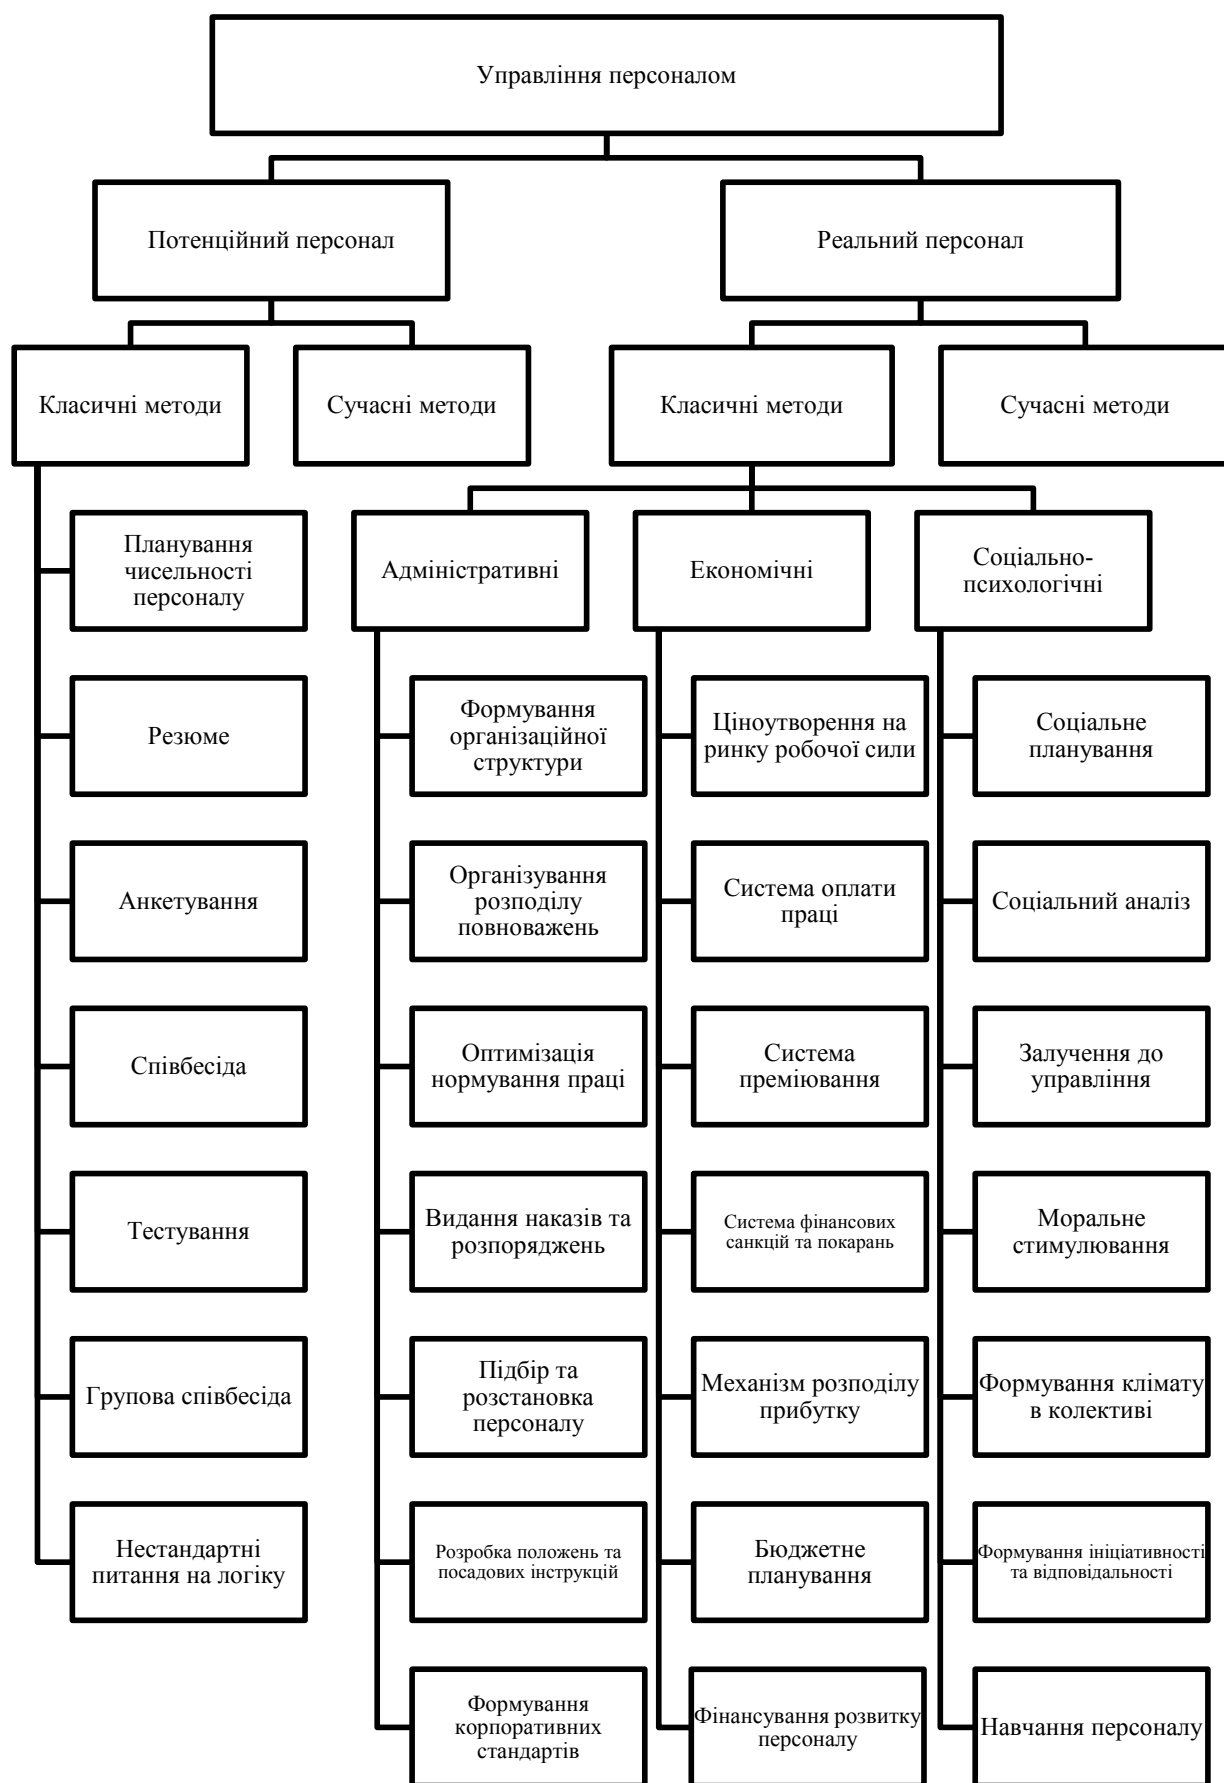 Управління персоналом
Потенційний персонал
Реальний персонал
Класичні методи
Сучасні методи
Класичні методи
Сучасні методи
Планування
чисельності
персоналу
Адміністративні
Економічні
Соціально-
психологічні
Резюме
Формування
організаційної
структури
Ціноутворення на
ринку робочої сили
Соціальне
планування
Анкетування
Організування
розподілу
повноважень
Система оплати
праці
Соціальний аналіз
Співбесіда
Оптимізація
нормування праці
Система
преміювання
Залучення до
управління
Тестування
Видання наказів та
розпоряджень
Система фінансових
санкцій та покарань
Моральне
стимулювання
Групова співбесіда
Підбір та
розстановка
персоналу
Механізм розподілу
прибутку
Формування клімату
в колективі
Нестандартні
питання на логіку
Розробка положень та
посадових інструкцій
Бюджетне
планування
Формування ініціативності
та відповідальності
Формування
корпоративних
стандартів
Фінансування розвитку
персоналу
Навчання персоналу